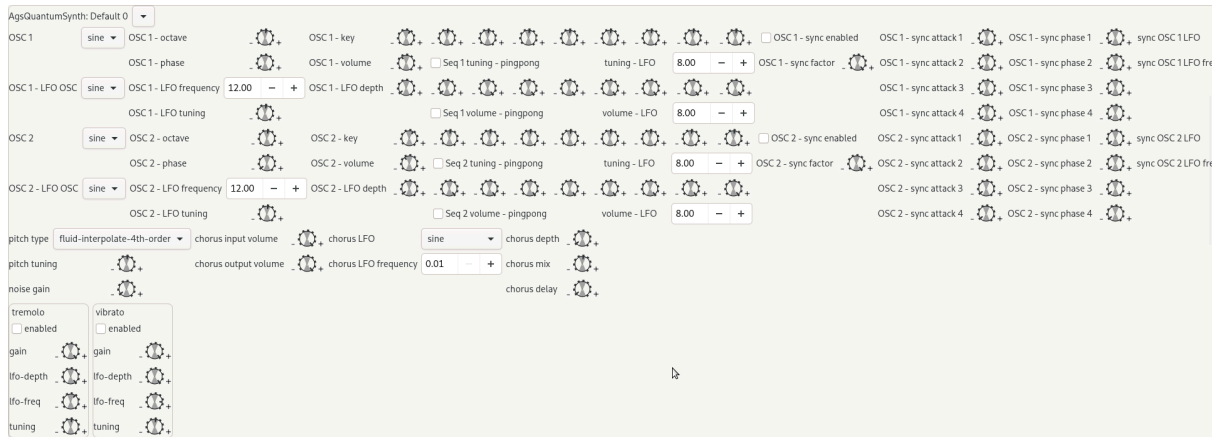 AgsQuantumSynth: Default 0
OSC 1 sine OSC 1 - octave - + OSC 1 - key - + - + - + - + - + - + - + - + - + OSC 1 - sync enabled OSC 1 - sync attack 1 - + OSC 1 - sync phase 1 - + sync OSC 1 LFO
OSC 1 - phase - + OSC 1 - volume - + Seq 1 tuning - pingpong tuning - LFO 8.00 - + OSC 1 - sync factor - + OSC 1 - sync attack 2 - + OSC 1 - sync phase 2 - + sync OSC 1 LFO fre
OSC 1 - LFO OSC sine OSC 1 - LFO frequency 12.00 - + OSC 1 - LFO depth - + - + - + - + - + - + - + - + - + OSC 1 - sync attack 3 - + OSC 1 - sync phase 3 - +
OSC 1 - LFO tuning - + Seq 1 volume - pingpong volume - LFO 8.00 - + OSC 1 - sync attack 4 - + OSC 1 - sync phase 4 - +
OSC 2 sine OSC 2 - octave - + OSC 2 - key - + - + - + - + - + - + - + - + - + OSC 2 - sync enabled OSC 2 - sync attack 1 - + OSC 2 - sync phase 1 - + sync OSC 2 LFO
OSC 2 - phase - + OSC 2 - volume - + Seq 2 tuning - pingpong tuning - LFO 8.00 - + OSC 2 - sync factor - + OSC 2 - sync attack 2 - + OSC 2 - sync phase 2 - + sync OSC 2 LFO fre
OSC 2 - LFO OSC sine OSC 2 - LFO frequency 12.00 - + OSC 2 - LFO depth - + - + - + - + - + - + - + - + - + OSC 2 - sync attack 3 - + OSC 2 - sync phase 3 - +
OSC 2 - LFO tuning - + Seq 2 volume - pingpong volume - LFO 8.00 - + OSC 2 - sync attack 4 - + OSC 2 - sync phase 4 - +
pitch type fluid-interpolate-4th-order chorus input volume - + chorus LFO sine chorus depth - +
pitch tuning - + chorus output volume - + chorus LFO frequency 0.01 - + chorus mix - +
noise gain - + chorus delay - +
tremolo vibrato
enabled enabled
gain - + gain - +
lfo-depth - + lfo-depth - +
lfo-freq - + lfo-freq - +
tuning - + tuning - +